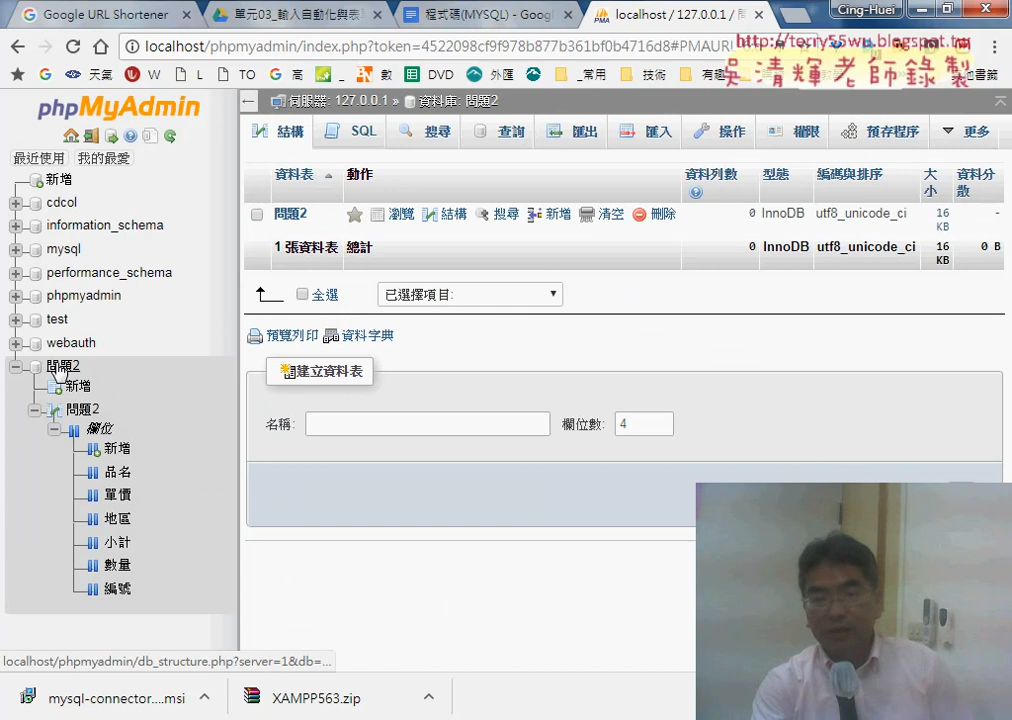 Google URL Shortener
單元03_輸入自動化與表單
程式碼(MYSQL) - Goog
localhost / 127.0.0.1 / 問
Cing-Huei
localhost/phpmyadmin/index.php?token=4522098cf9f978b877b361bf0b4716d8#PMAUR
http://terry55wu.blogspot.tw
吳清輝老師錄製
天氣
W
L
TO
高
_
數
DVD
外匯
_常用
技術
有趣
書籤
phpMyAdmin
最近使用
我的最愛
新增
cdcol
information_schema
mysql
performance_schema
phpmyadmin
test
webauth
問題2
新增
問題2
欄位
新增
品名
單價
地區
小計
數量
編號
伺服器: 127.0.0.1 » 資料庫: 問題2
結構
SQL
搜尋
查詢
匯出
匯入
操作
權限
預存程序
更多
資料表 動作 資料列數 型態 編碼與排序 大小 資料分散
問題2 瀏覽 結構 搜尋 新增 清空 刪除 0 InnoDB utf8_unicode_ci 16 KB -
1 張資料表 總計 0 InnoDB utf8_unicode_ci 16 KB 0 B
全選 已選擇項目:
預覽列印 資料字典
建立資料表
名稱: 欄位數: 4
localhost/phpmyadmin/db_structure.php?server=1&db=...
mysql-connector....msi
XAMPP563.zip